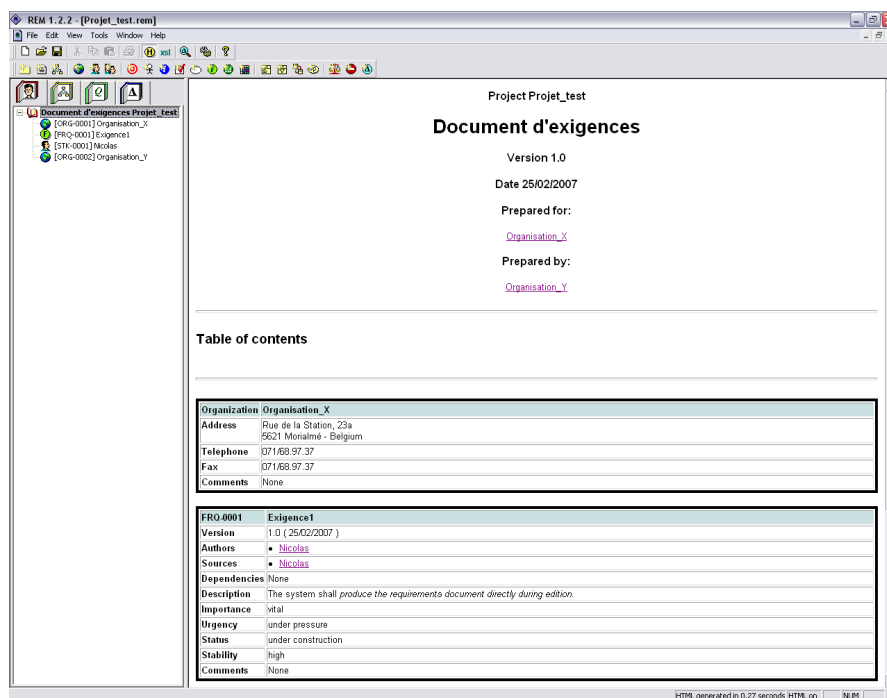 REM 1.2.2 - [Projet_test.rem]
File Edit View Tools Window Help
H xsl
Q A
Document d'exigences Projet_test
[ORG-0001] Organisation_X
[FRQ-0001] Exigence1
[STK-0001] Nicolas
[ORG-0002] Organisation_Y
Project Projet_test
Document d'exigences
Version 1.0
Date 25/02/2007
Prepared for:
Organisation_X
Prepared by:
Organisation_Y
Table of contents
Organization Organisation_X
Address Rue de la Station, 23a
5621 Morialmé - Belgium
Telephone 071/68.97.37
Fax 071/68.97.37
Comments None
FRQ-0001 Exigence1
Version 1.0 ( 25/02/2007 )
Authors • Nicolas
Sources • Nicolas
Dependencies None
Description The system shall produce the requirements document directly during edition.
Importance vital
Urgency under pressure
Status under construction
Stability high
Comments None
HTML generated in 0.27 seconds HTML on NUM